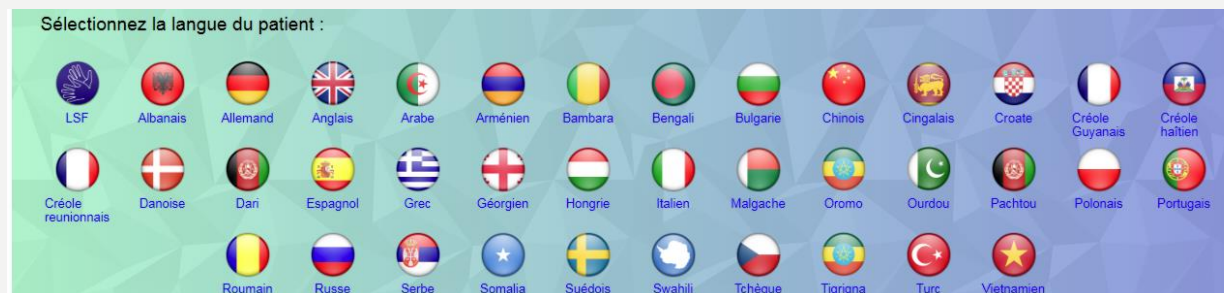 Sélectionnez la langue du patient :
LSF Albanais Allemand Anglais Arabe Arménien Bambara Bengali Bulgarie Chinois Cingalais Croate Créole Guyanais Créole haïtien
Créole reunionnais Danoise Dari Espagnol Grec Géorgien Hongrie Italien Malgache Oromo Ourdou Pachtou Polonais Portugais
Roumain Russe Serbe Somalia Suédois Swahili Tchèque Tigrigna Turc Vietnamien